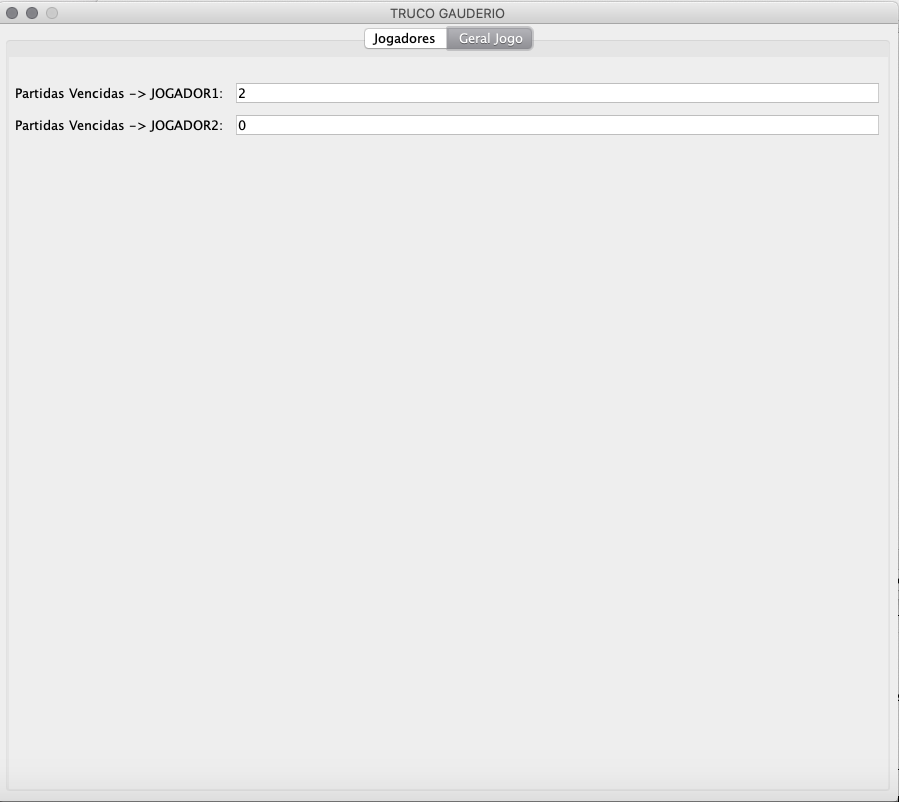 TRUCO GAUDERIO
Jogadores Geral Jogo
Partidas Vencidas -> JOGADOR1: 2
Partidas Vencidas -> JOGADOR2: 0